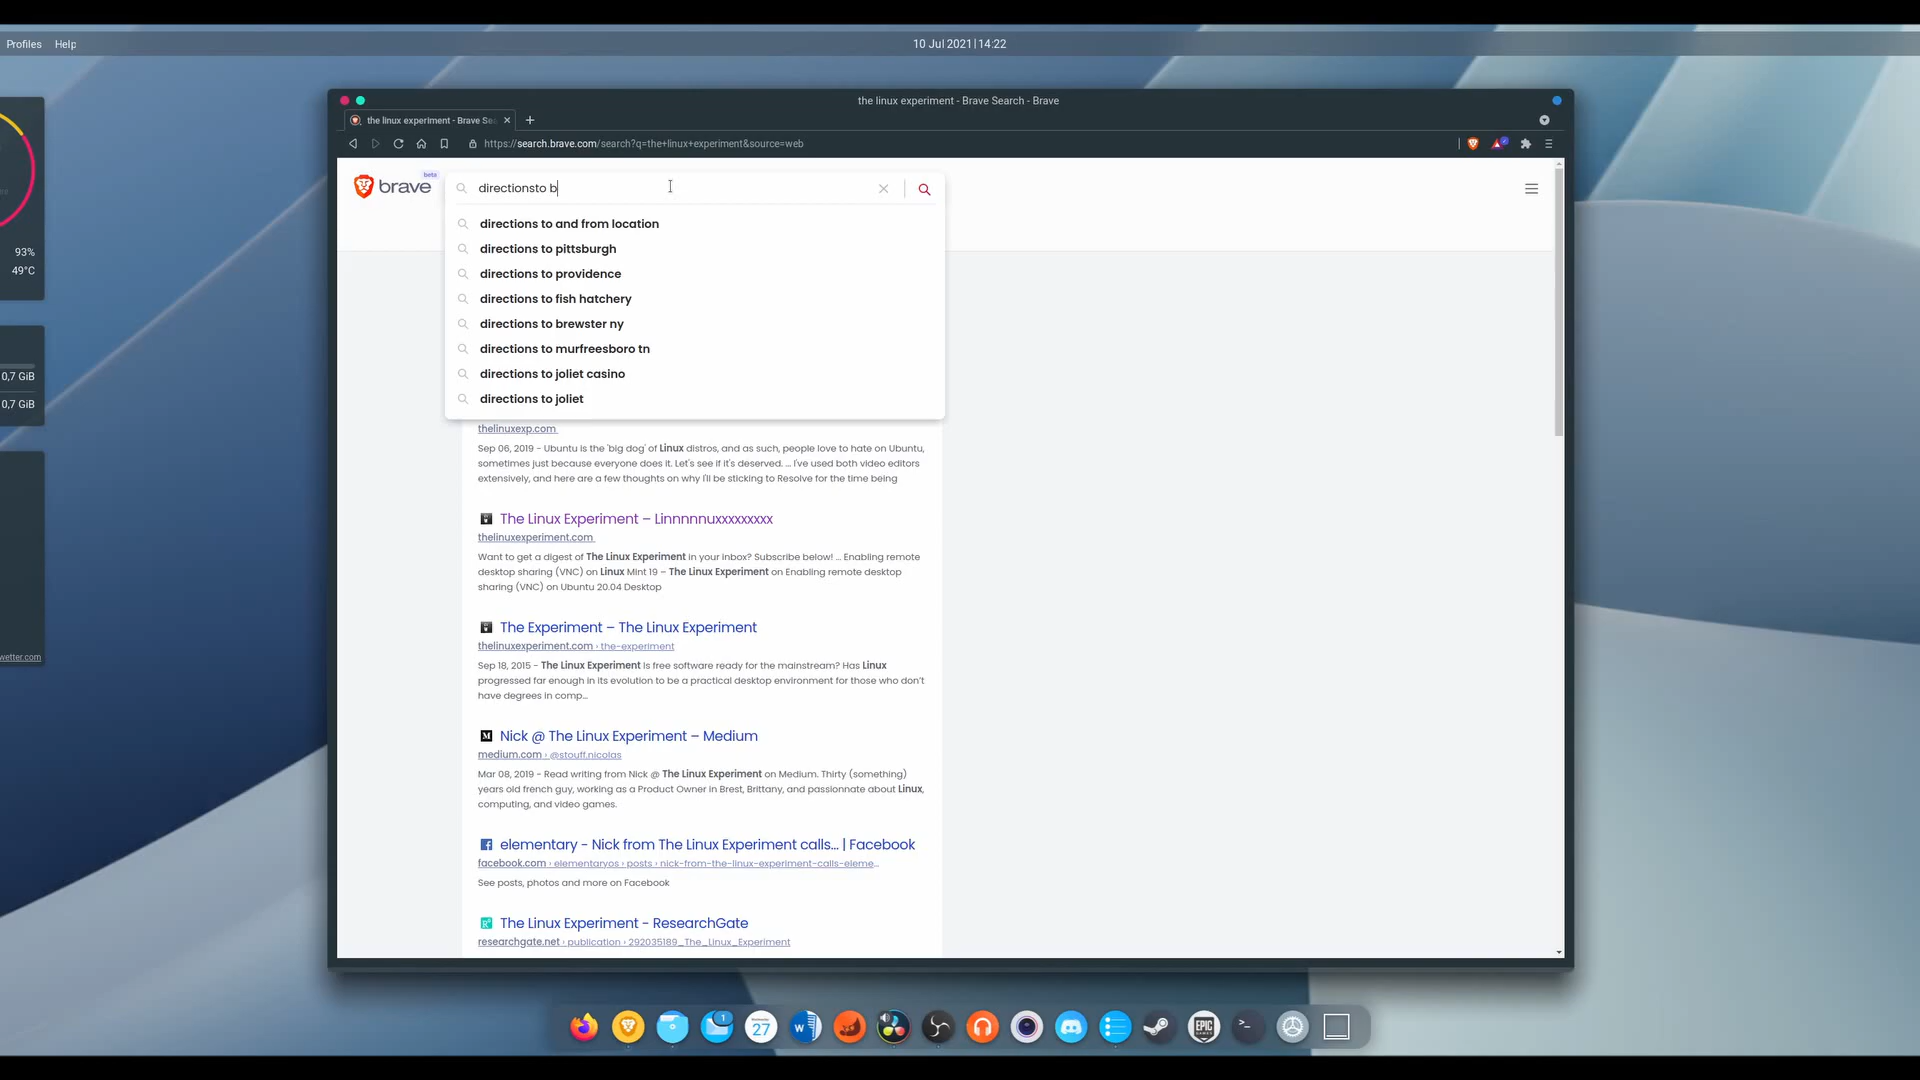 Profiles Help
10 Jul 2021 | 14:22
93%
49°C
0,7 GiB
0,7 GiB
wetter.com
the linux experiment - Brave Search - Brave
the linux experiment - Brave Sea
https://search.brave.com/search?q=the+linux+experiment&source=web
brave beta
directionsto b
directions to and from location
directions to pittsburgh
directions to providence
directions to fish hatchery
directions to brewster ny
directions to murfreesboro tn
directions to joliet casino
directions to joliet
thelinuxexp.com
Sep 06, 2019 - Ubuntu is the 'big dog' of Linux distros, and as such, people love to hate on Ubuntu,
sometimes just because everyone does it. Let's see if it's deserved. ... I've used both video editors
extensively, and here are a few thoughts on why I'll be sticking to Resolve for the time being
The Linux Experiment – Linnnnnuxxxxxxxxx
thelinuxexperiment.com
Want to get a digest of The Linux Experiment in your inbox? Subscribe below! ... Enabling remote
desktop sharing (VNC) on Linux Mint 19 – The Linux Experiment on Enabling remote desktop
sharing (VNC) on Ubuntu 20.04 Desktop
The Experiment – The Linux Experiment
thelinuxexperiment.com › the-experiment
Sep 18, 2015 - The Linux Experiment Is free software ready for the mainstream? Has Linux
progressed far enough in its evolution to be a practical desktop environment for those who don't
have degrees in comp...
Nick @ The Linux Experiment – Medium
medium.com › @stouff.nicolas
Mar 08, 2019 - Read writing from Nick @ The Linux Experiment on Medium. Thirty (something)
years old french guy, working as a Product Owner in Brest, Brittany, and passionnate about Linux,
computing, and video games.
elementary - Nick from The Linux Experiment calls... | Facebook
facebook.com › elementaryos › posts › nick-from-the-linux-experiment-calls-eleme...
See posts, photos and more on Facebook
The Linux Experiment - ResearchGate
researchgate.net › publication › 292035189_The_Linux_Experiment
1
27
W
EPIC
GAMES